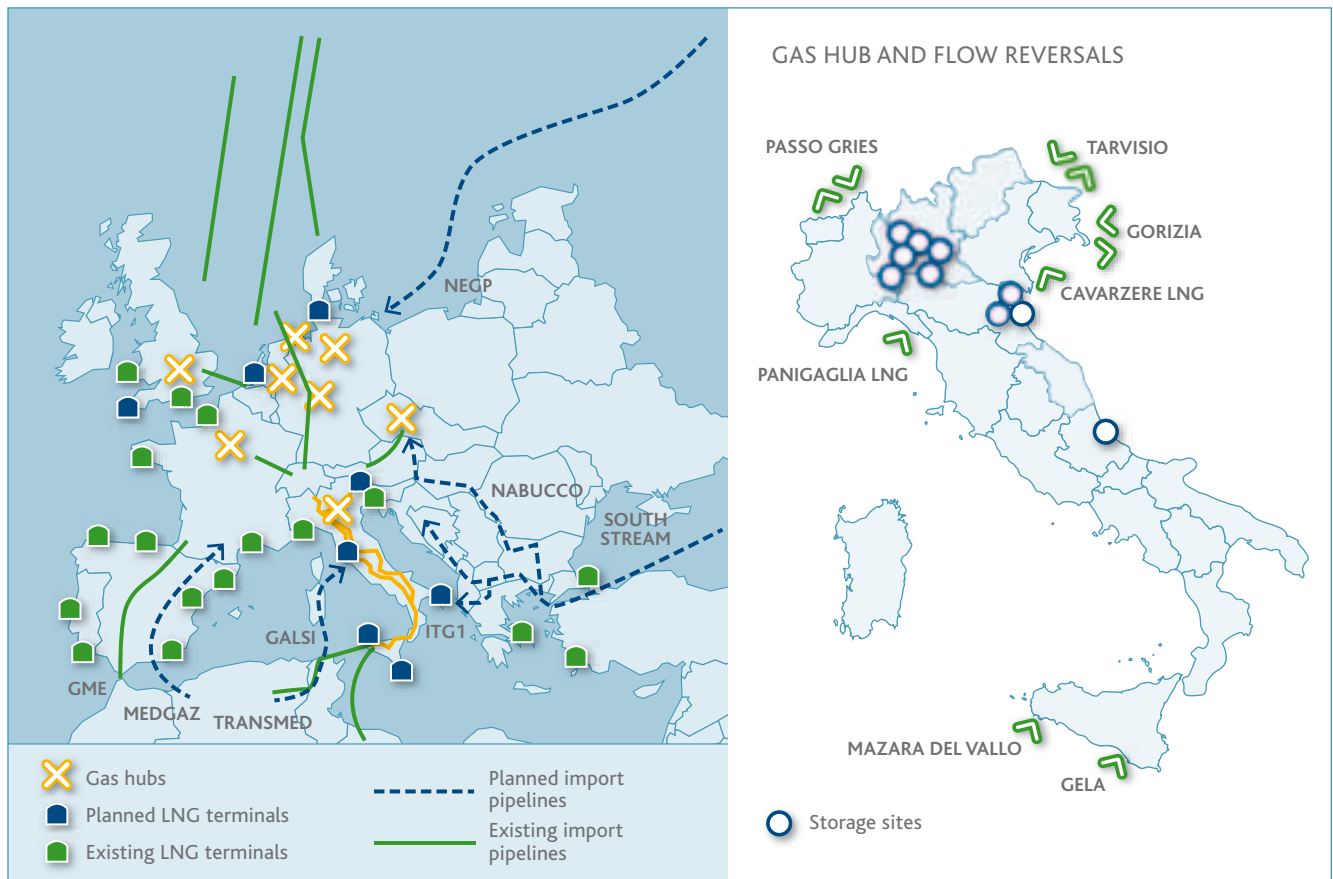 NEGP
NABUCCO
SOUTH
STREAM
GALSI
ITG1
GME
MEDGAZ
TRANSMED
Gas hubs
Planned LNG terminals
Existing LNG terminals
Planned import
pipelines
Existing import
pipelines
GAS HUB AND FLOW REVERSALS
PASSO GRIES
TARVISIO
GORIZIA
CAVARZERE LNG
PANIGAGLIA LNG
MAZARA DEL VALLO
GELA
Storage sites